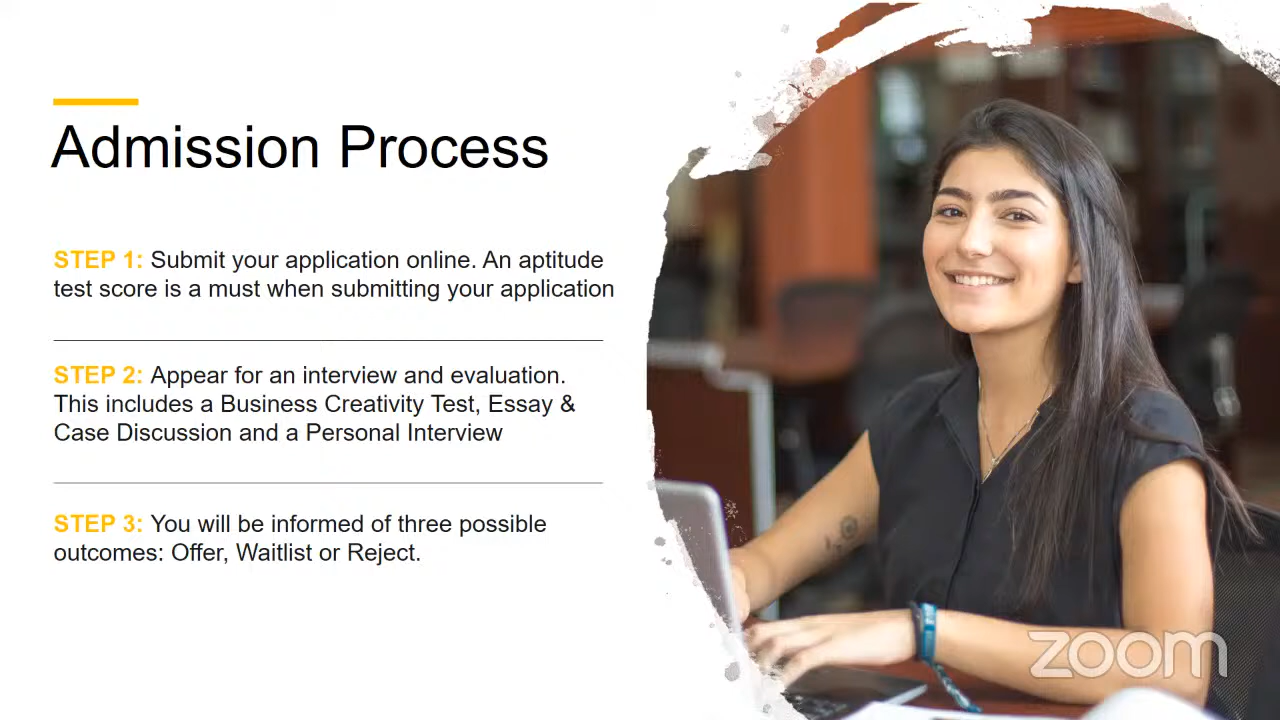 Admission Process
STEP 1: Submit your application online. An aptitude
test score is a must when submitting your application
STEP 2: Appear for an interview and evaluation.
This includes a Business Creativity Test, Essay &
Case Discussion and a Personal Interview
STEP 3: You will be informed of three possible
outcomes: Offer, Waitlist or Reject.
zoom